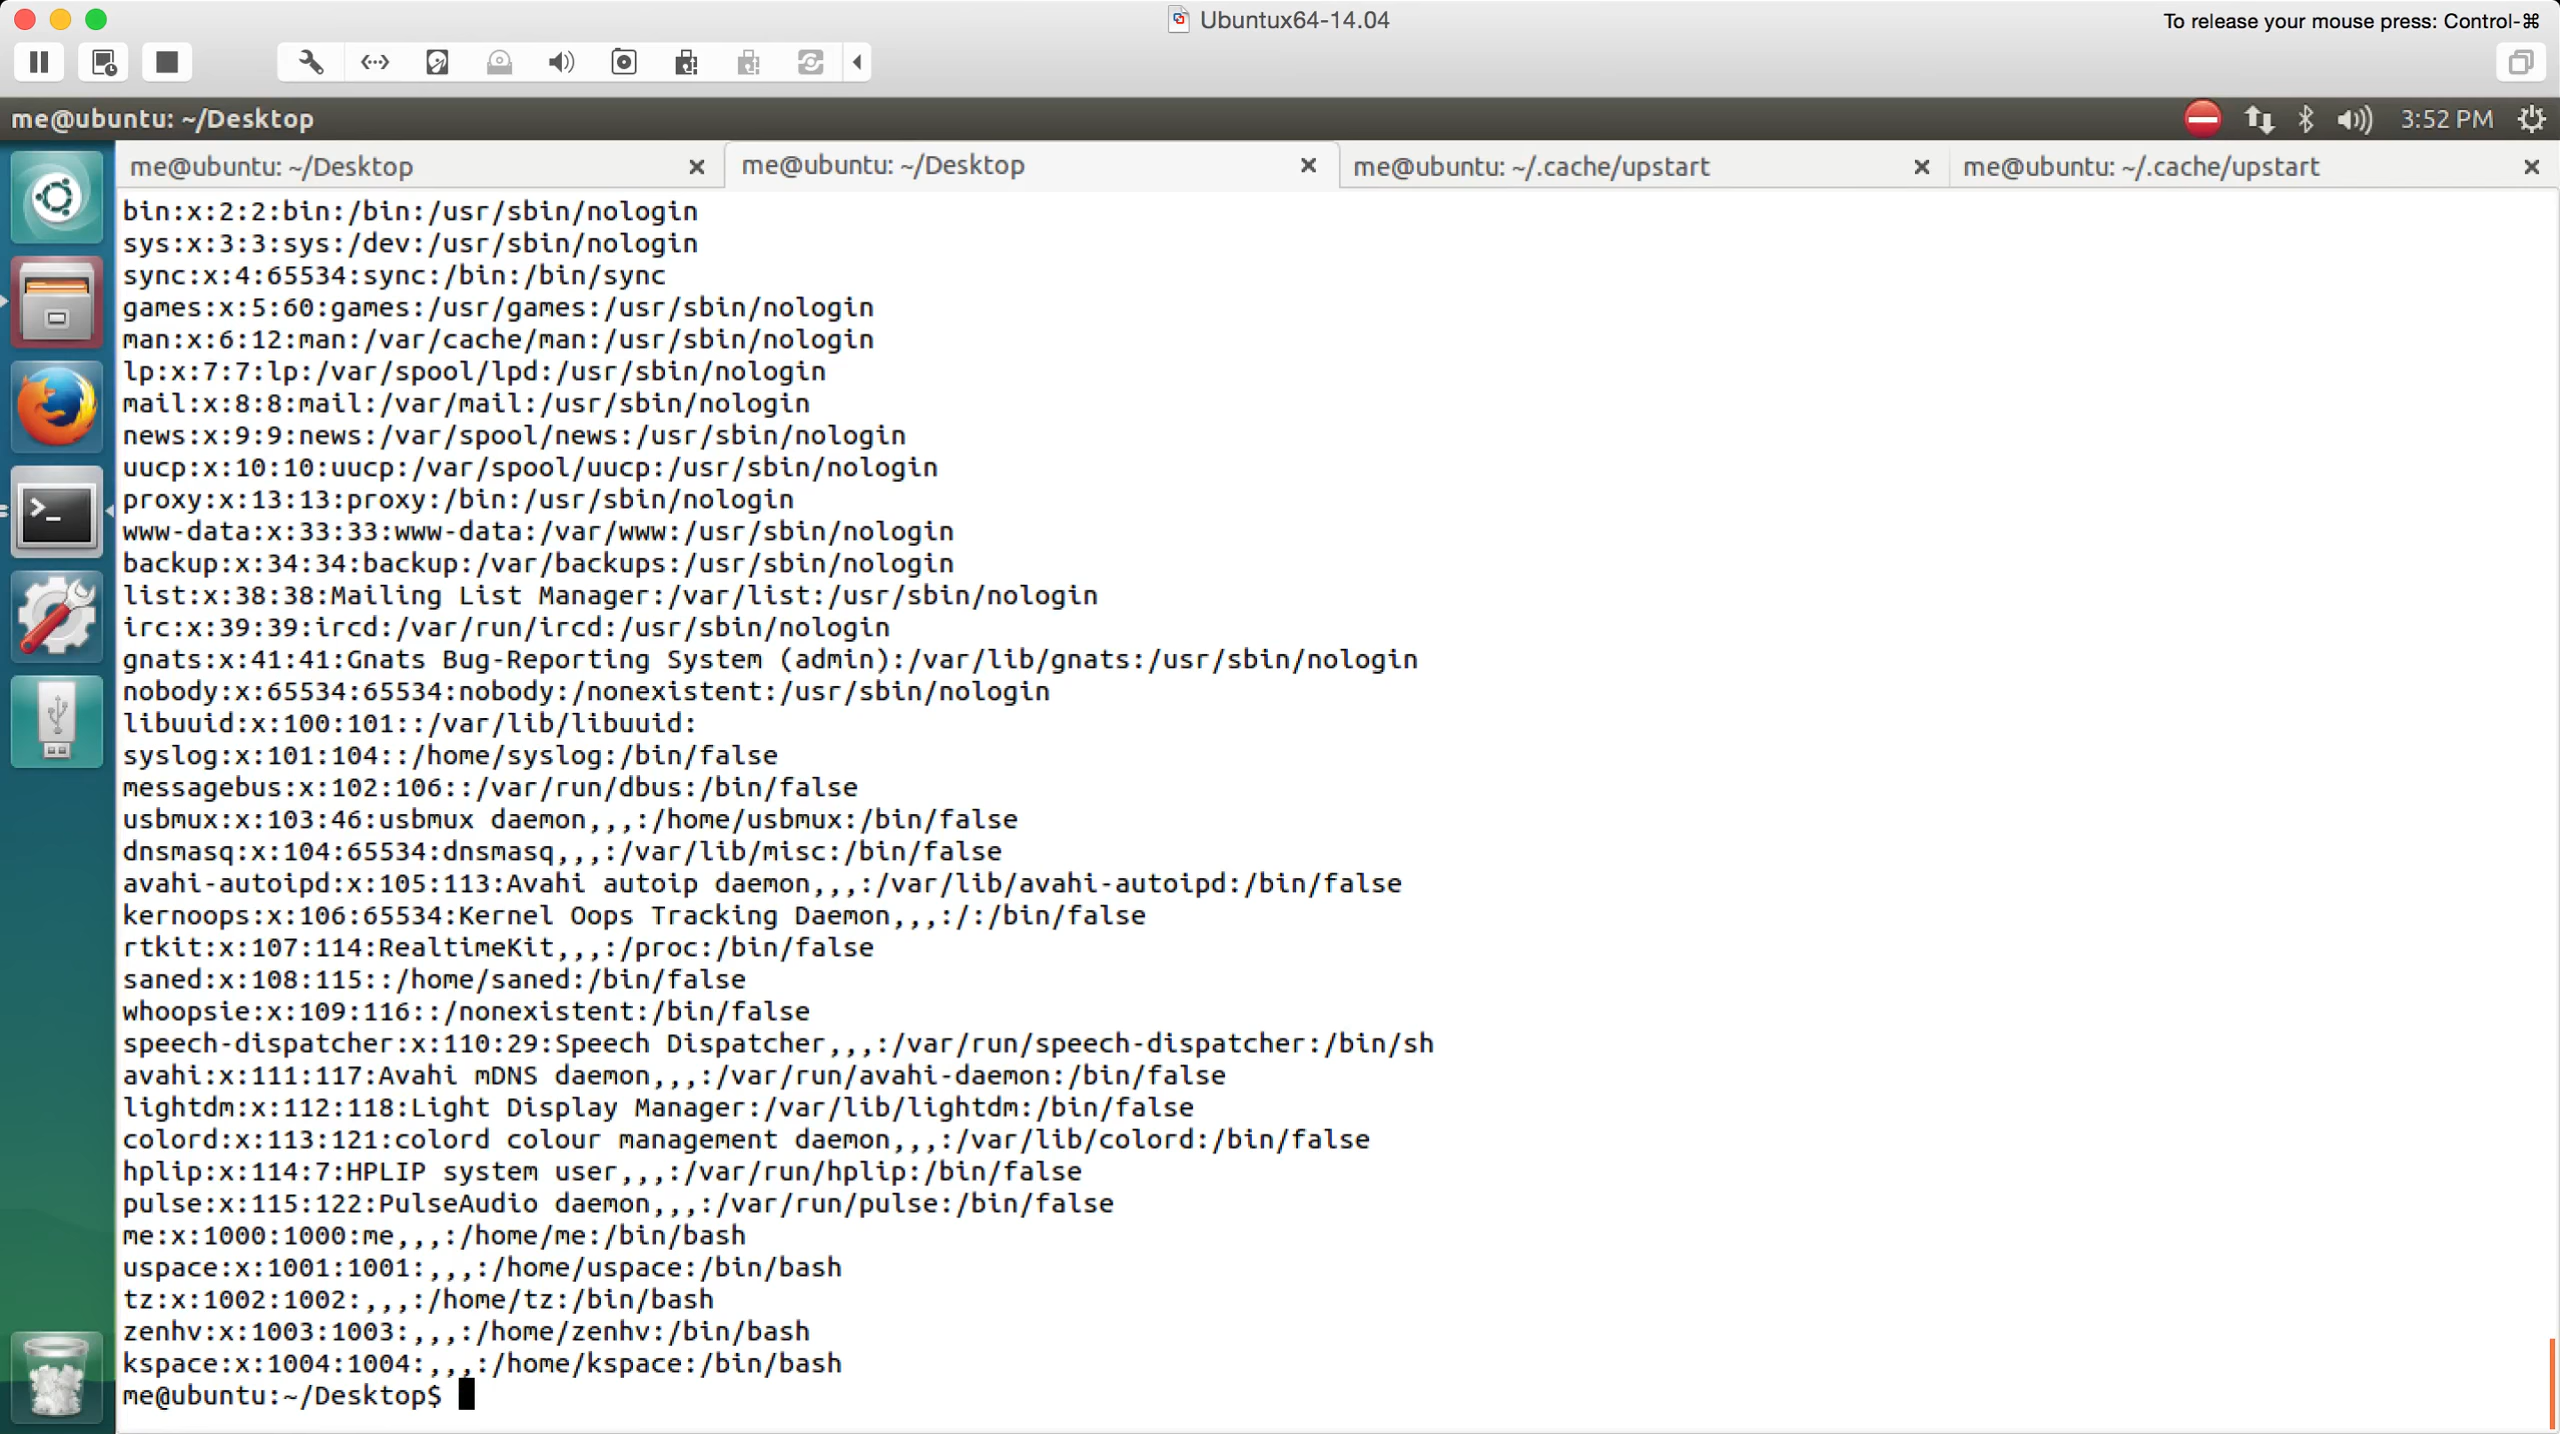 Ubuntux64-14.04
To release your mouse press: Control-⌘
me@ubuntu: ~/Desktop
3:52 PM
me@ubuntu: ~/Desktop
me@ubuntu: ~/Desktop
me@ubuntu: ~/.cache/upstart
me@ubuntu: ~/.cache/upstart
bin:x:2:2:bin:/bin:/usr/sbin/nologin
sys:x:3:3:sys:/dev:/usr/sbin/nologin
sync:x:4:65534:sync:/bin:/bin/sync
games:x:5:60:games:/usr/games:/usr/sbin/nologin
man:x:6:12:man:/var/cache/man:/usr/sbin/nologin
lp:x:7:7:lp:/var/spool/lpd:/usr/sbin/nologin
mail:x:8:8:mail:/var/mail:/usr/sbin/nologin
news:x:9:9:news:/var/spool/news:/usr/sbin/nologin
uucp:x:10:10:uucp:/var/spool/uucp:/usr/sbin/nologin
proxy:x:13:13:proxy:/bin:/usr/sbin/nologin
www-data:x:33:33:www-data:/var/www:/usr/sbin/nologin
backup:x:34:34:backup:/var/backups:/usr/sbin/nologin
list:x:38:38:Mailing List Manager:/var/list:/usr/sbin/nologin
irc:x:39:39:ircd:/var/run/ircd:/usr/sbin/nologin
gnats:x:41:41:Gnats Bug-Reporting System (admin):/var/lib/gnats:/usr/sbin/nologin
nobody:x:65534:65534:nobody:/nonexistent:/usr/sbin/nologin
libuuid:x:100:101::/var/lib/libuuid:
syslog:x:101:104::/home/syslog:/bin/false
messagebus:x:102:106::/var/run/dbus:/bin/false
usbmux:x:103:46:usbmux daemon,,,:/home/usbmux:/bin/false
dnsmasq:x:104:65534:dnsmasq,,,:/var/lib/misc:/bin/false
avahi-autoipd:x:105:113:Avahi autoip daemon,,,:/var/lib/avahi-autoipd:/bin/false
kernoops:x:106:65534:Kernel Oops Tracking Daemon,,,:/:/bin/false
rtkit:x:107:114:RealtimeKit,,,:/proc:/bin/false
saned:x:108:115::/home/saned:/bin/false
whoopsie:x:109:116::/nonexistent:/bin/false
speech-dispatcher:x:110:29:Speech Dispatcher,,,:/var/run/speech-dispatcher:/bin/sh
avahi:x:111:117:Avahi mDNS daemon,,,:/var/run/avahi-daemon:/bin/false
lightdm:x:112:118:Light Display Manager:/var/lib/lightdm:/bin/false
colord:x:113:121:colord colour management daemon,,,:/var/lib/colord:/bin/false
hplip:x:114:7:HPLIP system user,,,:/var/run/hplip:/bin/false
pulse:x:115:122:PulseAudio daemon,,,:/var/run/pulse:/bin/false
me:x:1000:1000:me,,,:/home/me:/bin/bash
uspace:x:1001:1001:,,,:/home/uspace:/bin/bash
tz:x:1002:1002:,,,:/home/tz:/bin/bash
zenhv:x:1003:1003:,,,:/home/zenhv:/bin/bash
kspace:x:1004:1004:,,,:/home/kspace:/bin/bash
me@ubuntu:~/Desktop$